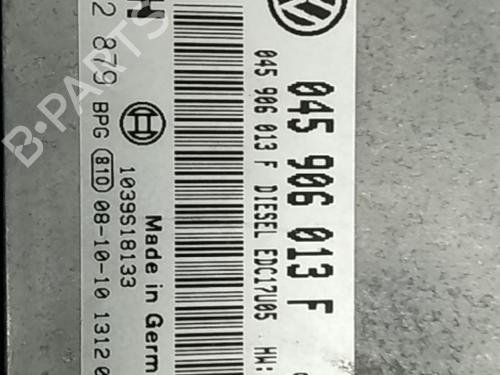 045 906 013 F
045 906 013 F DIESEL EDC17U05 HW:
1039S18133 Made in Germ
2 879 BPG 810 08-10-10 1312
B-PARTS